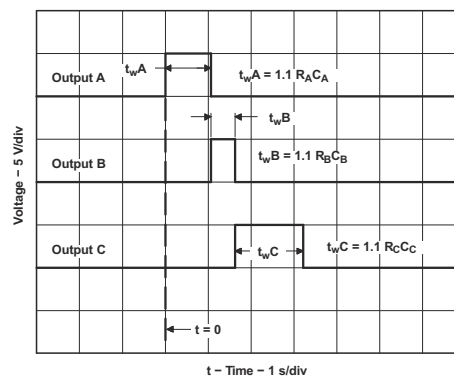 Voltage – 5 V/div
Output A
twA
twA = 1.1 RACA
twB
Output B
twB = 1.1 RBCB
Output C
twC
twC = 1.1 RCCC
t = 0
t – Time – 1 s/div